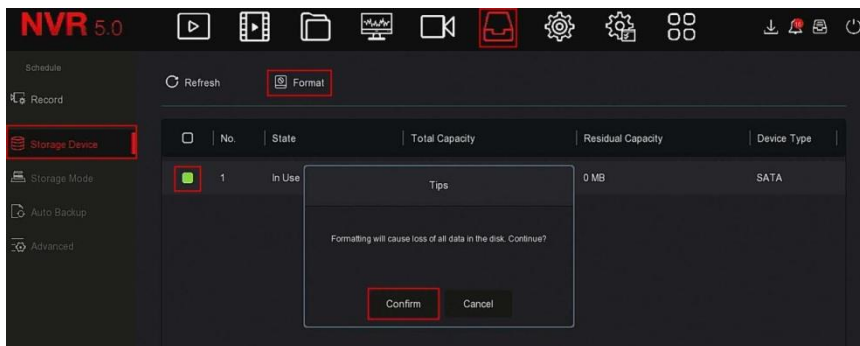 NVR 5.0
Schedule
Refresh
Format
Record
No.
State
Total Capacity
Residual Capacity
Device Type
Storage Device
Storage Mode
1
In Use
Tips
0 MB
SATA
Auto Backup
Formatting will cause loss of all data in the disk. Continue?
Advanced
Confirm
Cancel